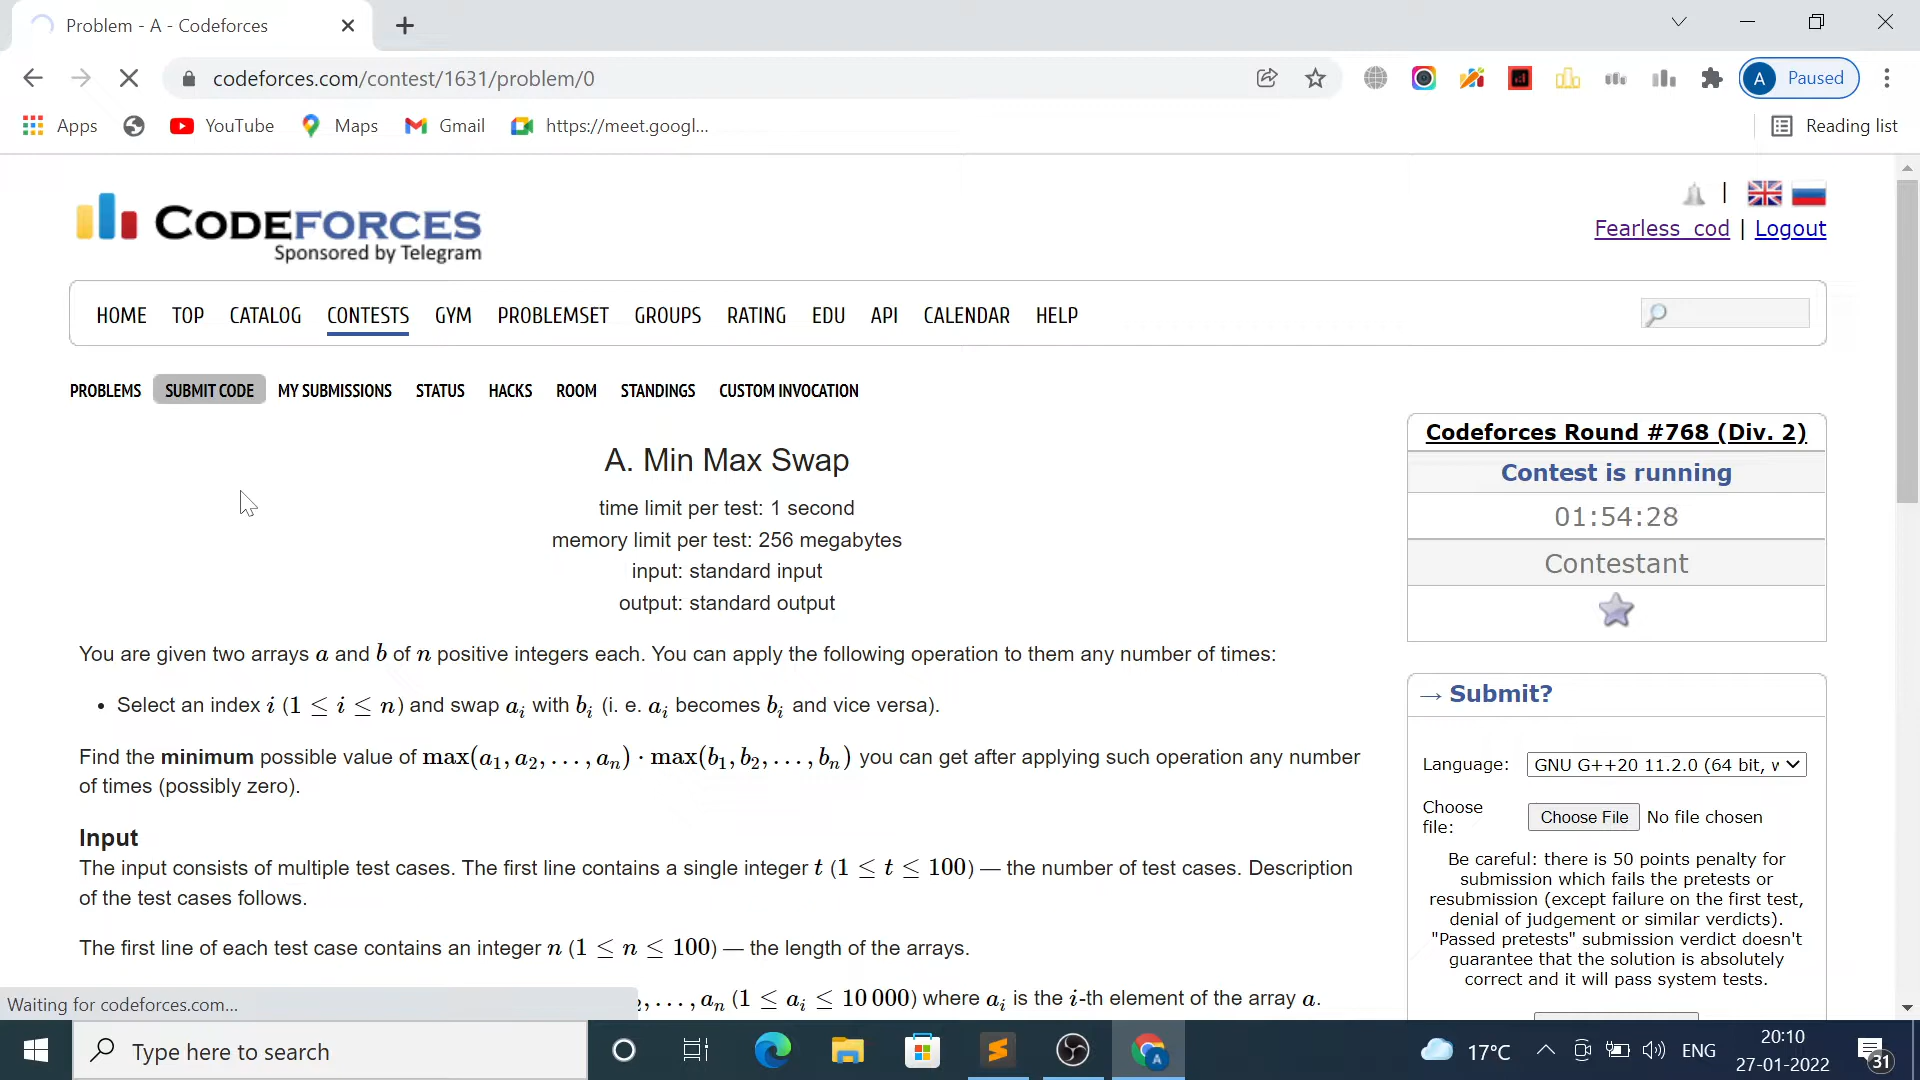 Problem - A - Codeforces
codeforces.com/contest/1631/problem/0
A Paused
Apps YouTube Maps Gmail https://meet.googl... Reading list
CODEFORCES
Sponsored by Telegram
|
Fearless_cod | Logout
HOME TOP CATALOG CONTESTS GYM PROBLEMSET GROUPS RATING EDU API CALENDAR HELP
PROBLEMS SUBMIT CODE MY SUBMISSIONS STATUS HACKS ROOM STANDINGS CUSTOM INVOCATION
A. Min Max Swap
time limit per test: 1 second
memory limit per test: 256 megabytes
input: standard input
output: standard output
You are given two arrays a and b of n positive integers each. You can apply the following operation to them any number of times:
• Select an index i (1 ≤ i ≤ n) and swap a_i with b_i (i. e. a_i becomes b_i and vice versa).
Find the minimum possible value of max(a_1, a_2, ..., a_n) · max(b_1, b_2, ..., b_n) you can get after applying such operation any number
of times (possibly zero).
Input
The input consists of multiple test cases. The first line contains a single integer t (1 ≤ t ≤ 100) — the number of test cases. Description
of the test cases follows.
The first line of each test case contains an integer n (1 ≤ n ≤ 100) — the length of the arrays.
2, ..., a_n (1 ≤ a_i ≤ 10 000) where a_i is the i-th element of the array a.
Codeforces Round #768 (Div. 2)
Contest is running
01:54:28
Contestant
→ Submit?
Language: GNU G++20 11.2.0 (64 bit, w
Choose
file: Choose File No file chosen
Be careful: there is 50 points penalty for
submission which fails the pretests or
resubmission (except failure on the first test,
denial of judgement or similar verdicts).
"Passed pretests" submission verdict doesn't
guarantee that the solution is absolutely
correct and it will pass system tests.
Waiting for codeforces.com...
Type here to search
A
17°C ENG
20:10
27-01-2022
31